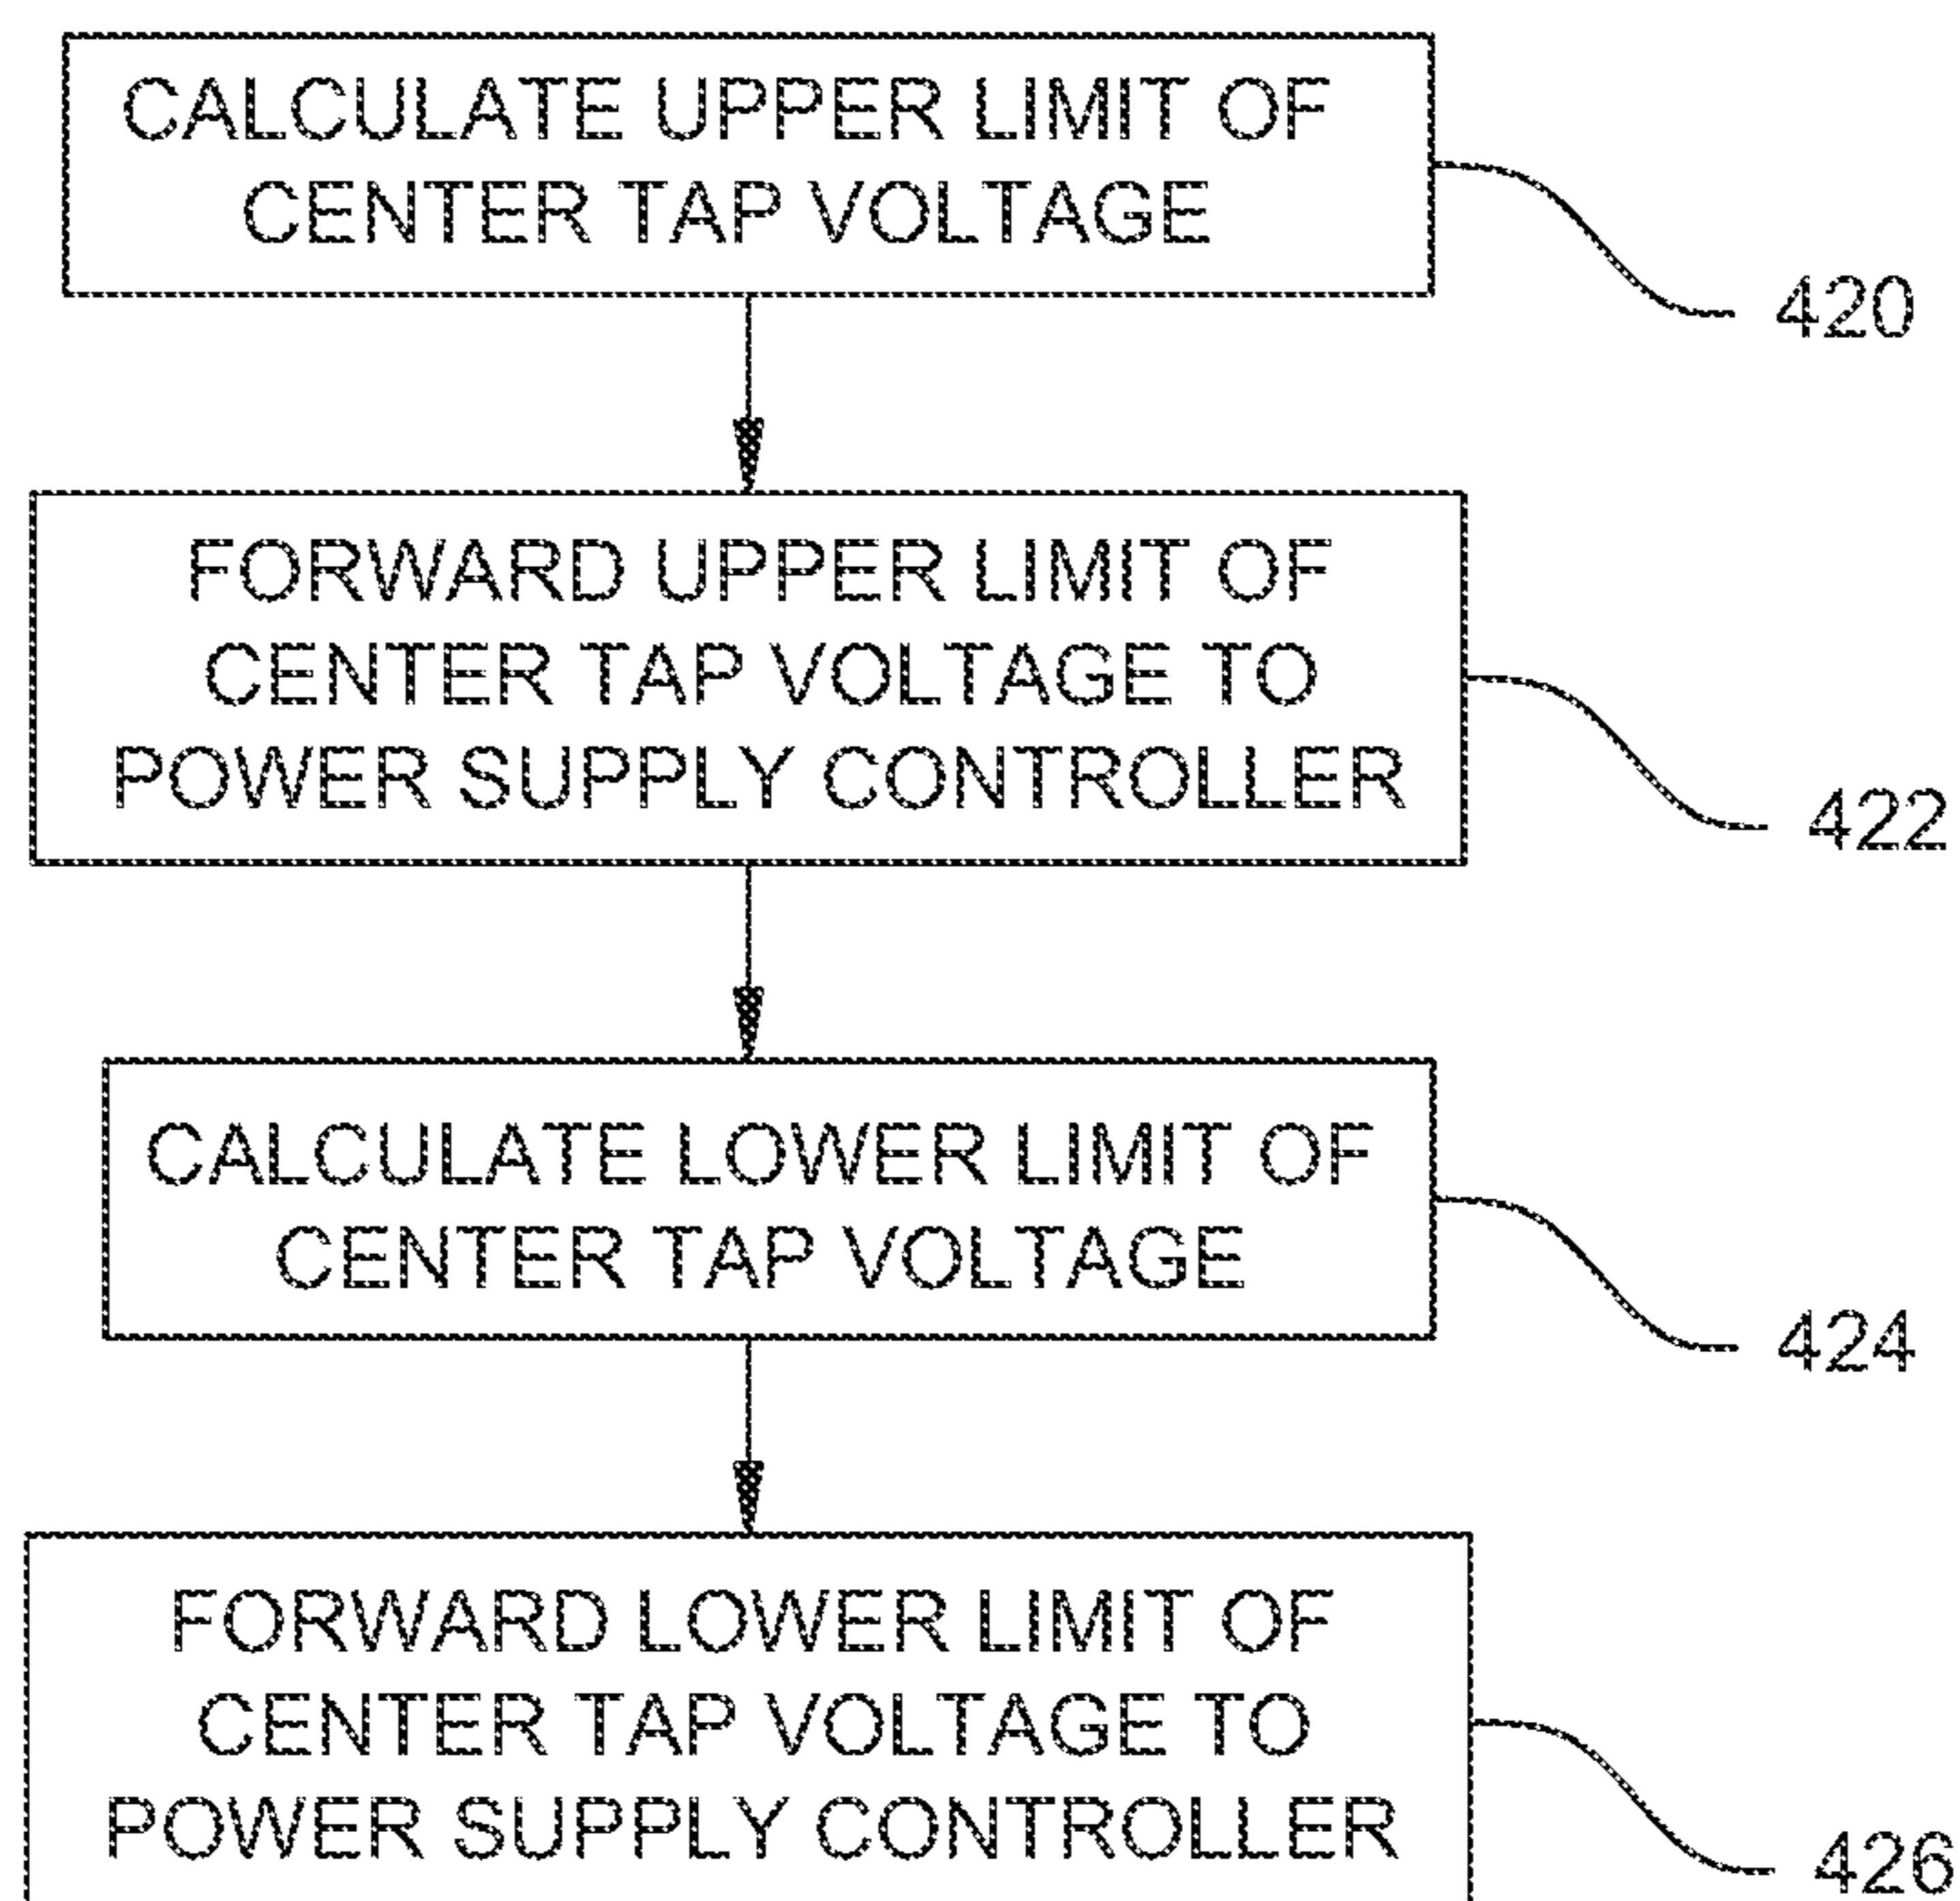 CALCULATE UPPER LIMIT OF
CENTER TAP VOLTAGE
420
FORWARD UPPER LIMIT OF
CENTER TAP VOLTAGE TO
POWER SUPPLY CONTROLLER
422
CALCULATE LOWER LIMIT OF
CENTER TAP VOLTAGE
424
FORWARD LOWER LIMIT OF
CENTER TAP VOLTAGE TO
POWER SUPPLY CONTROLLER
426